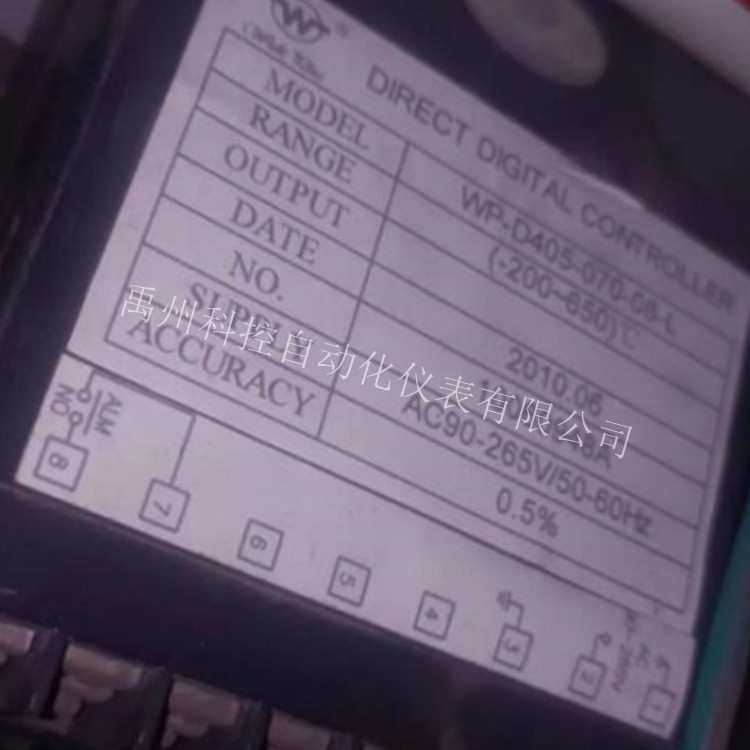 DIRECT DIGITAL CONTROLLER
MODEL WP-D405-070-08-
RANGE (-200~650)℃
OUTPUT
DATE 2010.06
NO.
ACCURACY 0.5%
AC90-265V/50-60Hz
禹州科控自动化仪表有限公司
ALM
NO
8 7 6 5 4 3 2 1
AC